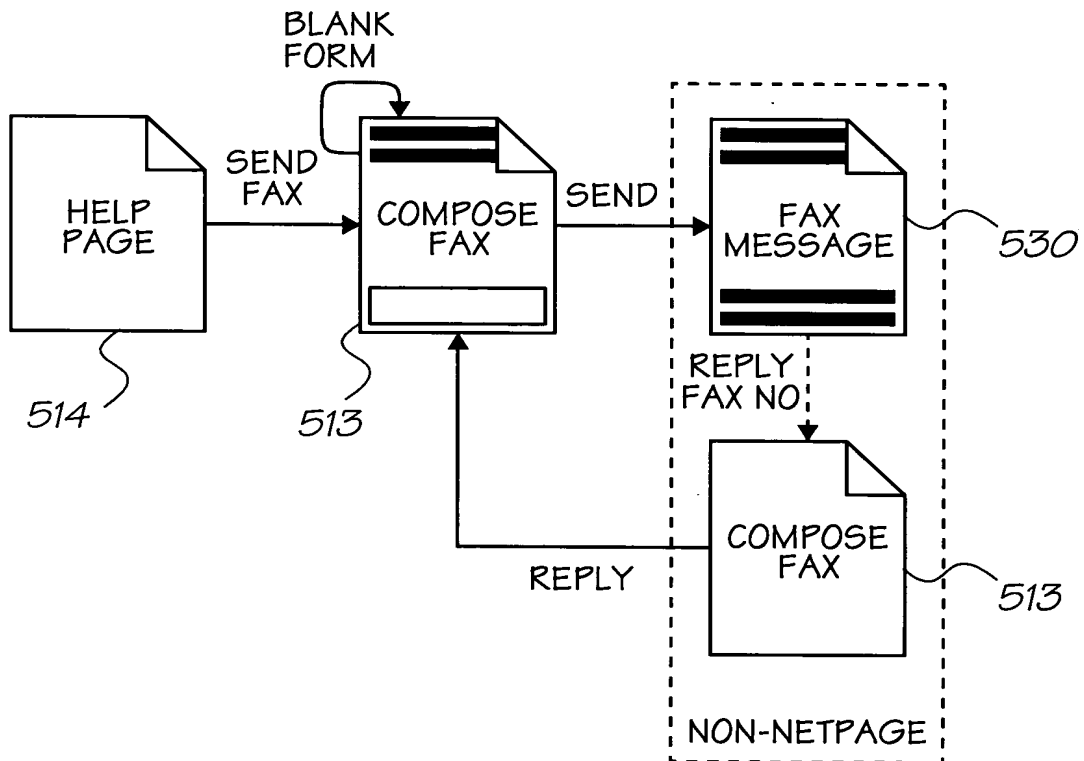 BLANK
FORM
HELP
PAGE
SEND
FAX
COMPOSE
FAX
SEND
FAX
MESSAGE
530
514
513
REPLY
FAX NO
COMPOSE
FAX
REPLY
513
NON-NETPAGE